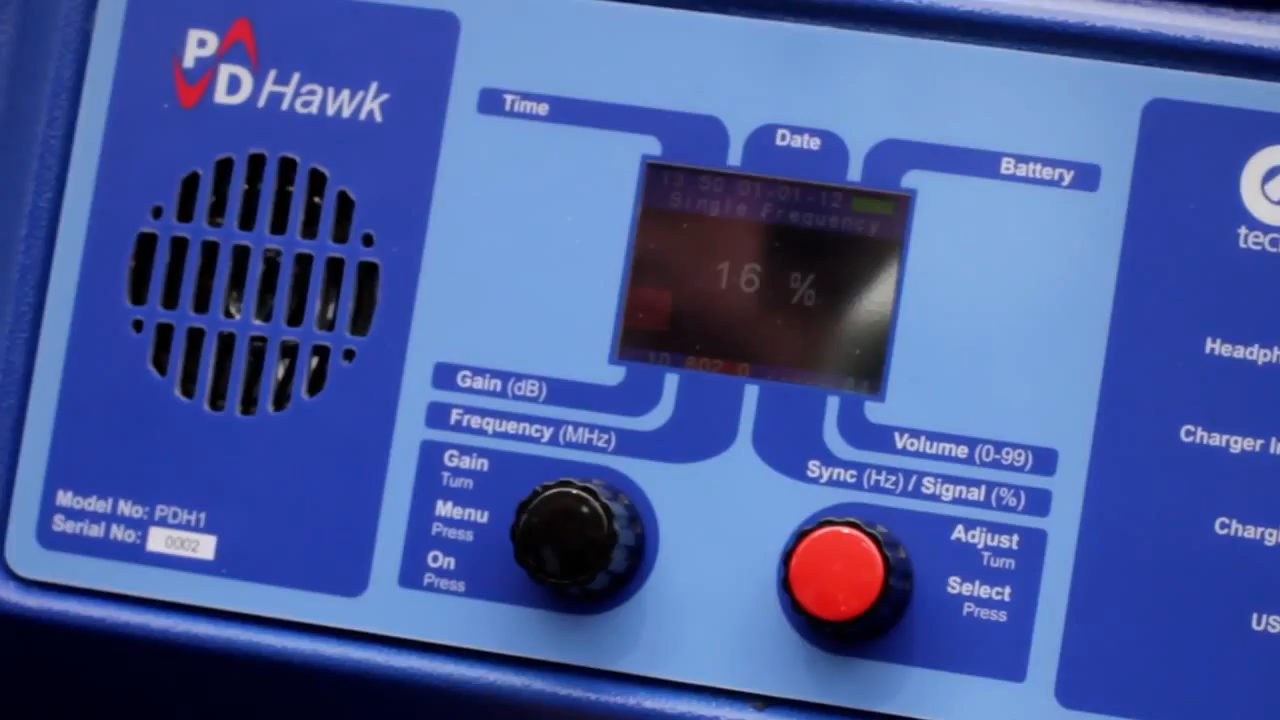 PD Hawk
Time
Date
Battery
13 50 01-01-12
Single Frequency
16 %
Gain (dB)
Frequency (MHz)
Volume (0-99)
Sync (Hz) / Signal (%)
Gain
Turn
Menu
Press
On
Press
Adjust
Turn
Select
Press
Model No: PDH1
Serial No: 0002
tec
Headph
Charger In
Charg
US